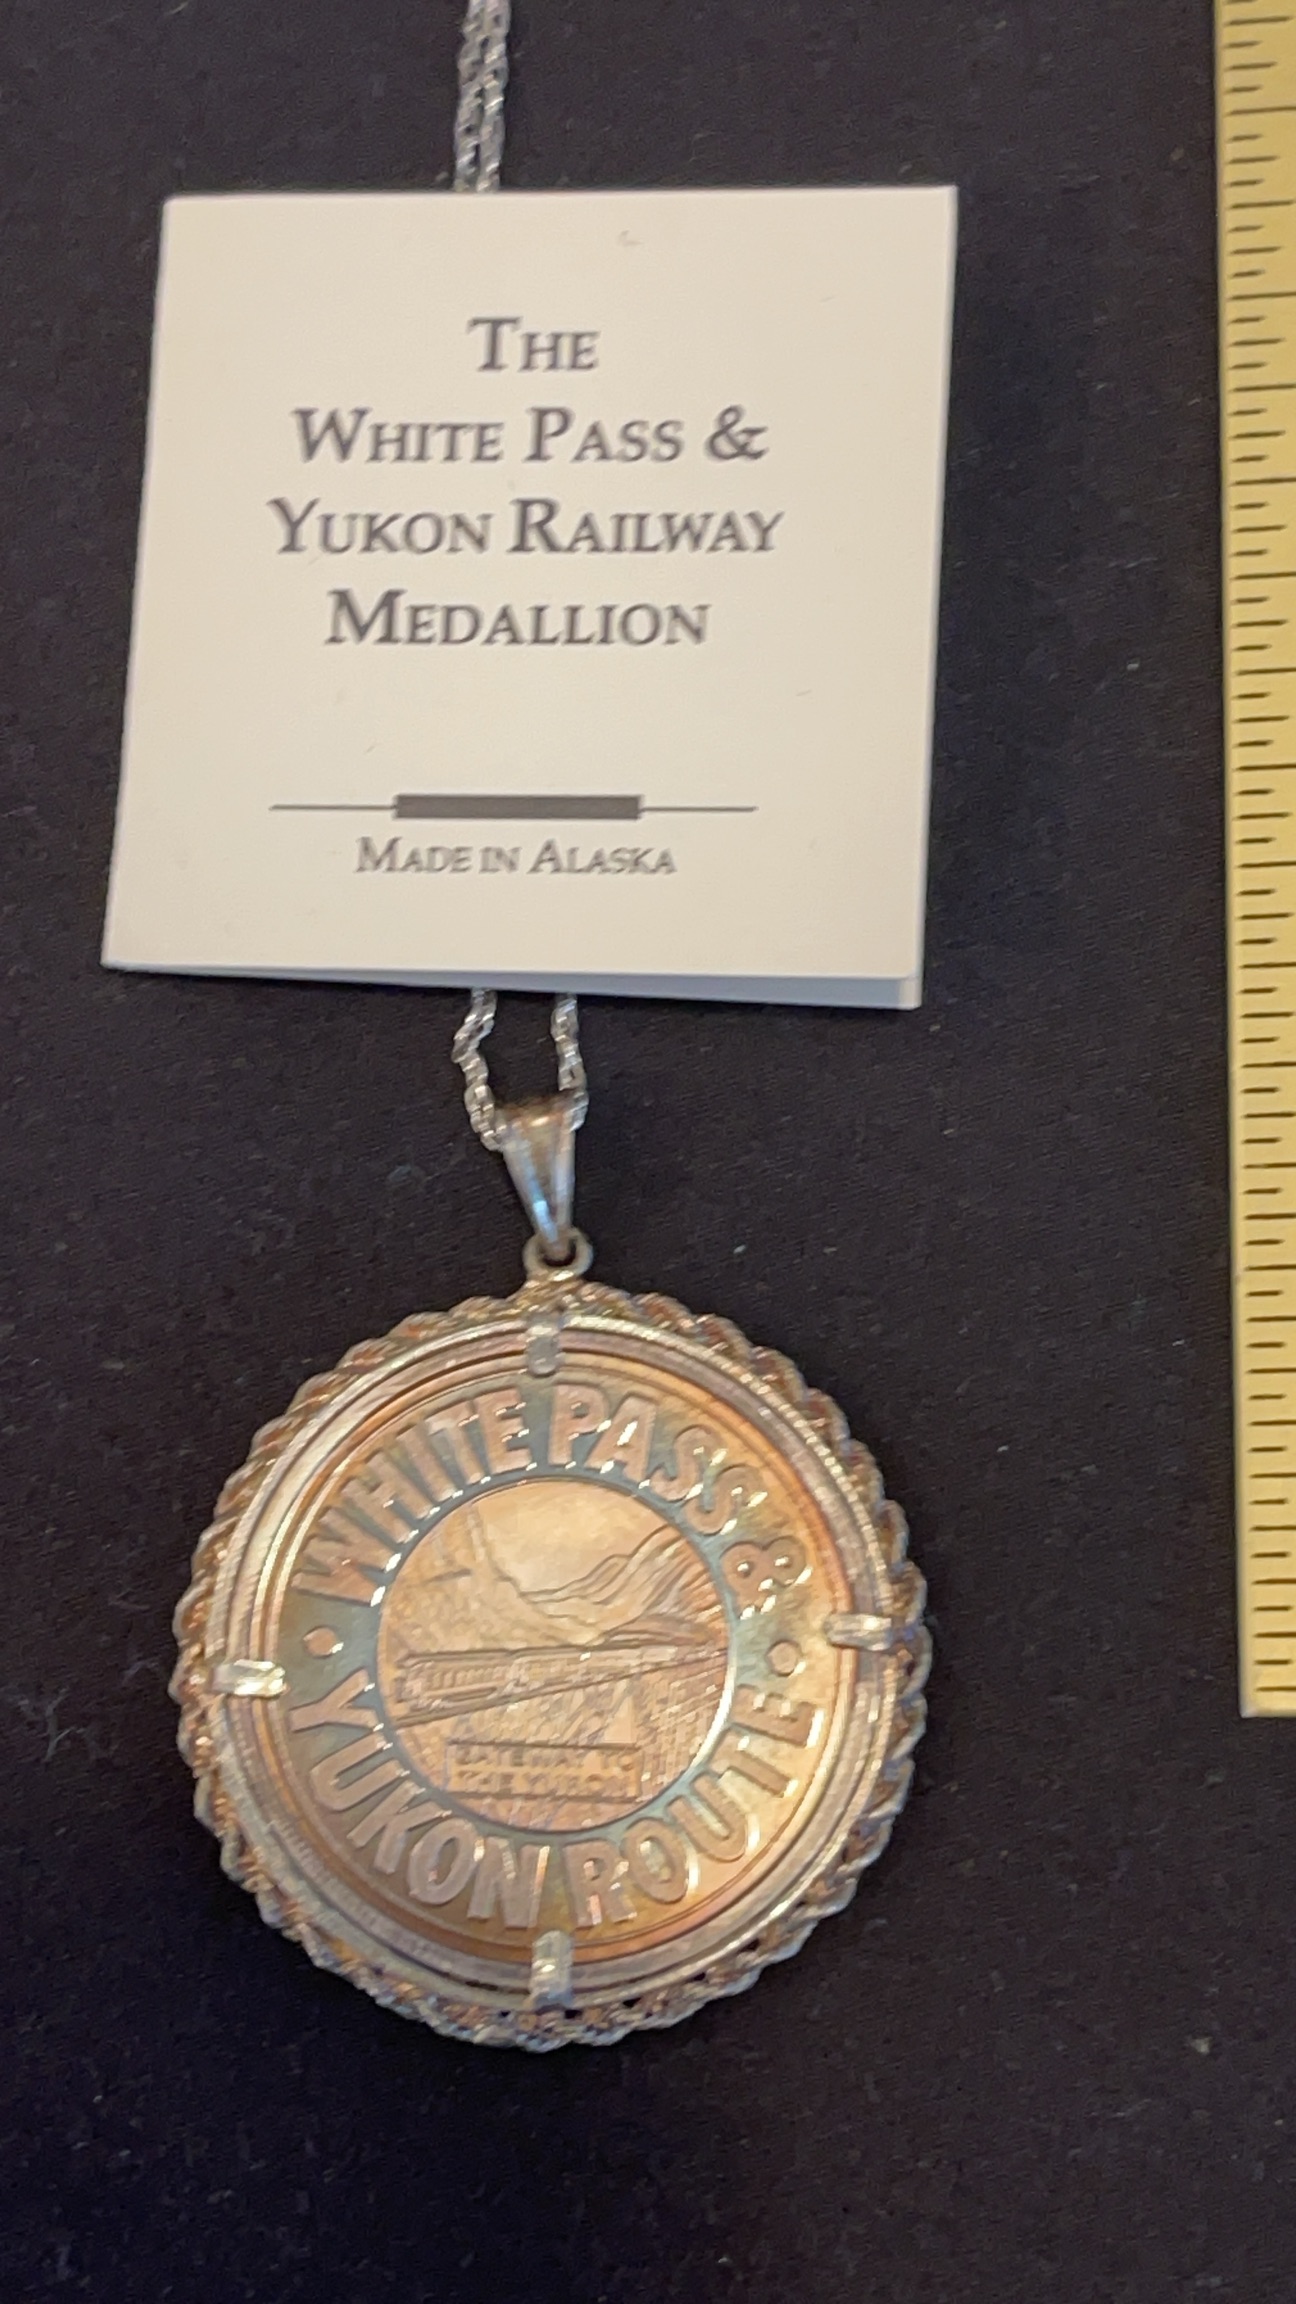 THE
WHITE PASS &
YUKON RAILWAY
MEDALLION
MADE IN ALASKA
WHITE PASS &
GATEWAY TO
THE YUKON
• YUKON ROUTE •